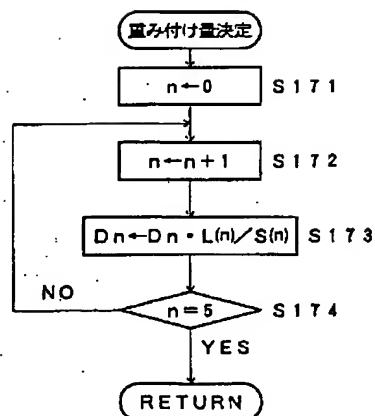 重み付け量決定
n←0 S171
n←n+1 S172
Dn←Dn・L(n)/S(n) S173
NO
n=5 S174
YES
RETURN